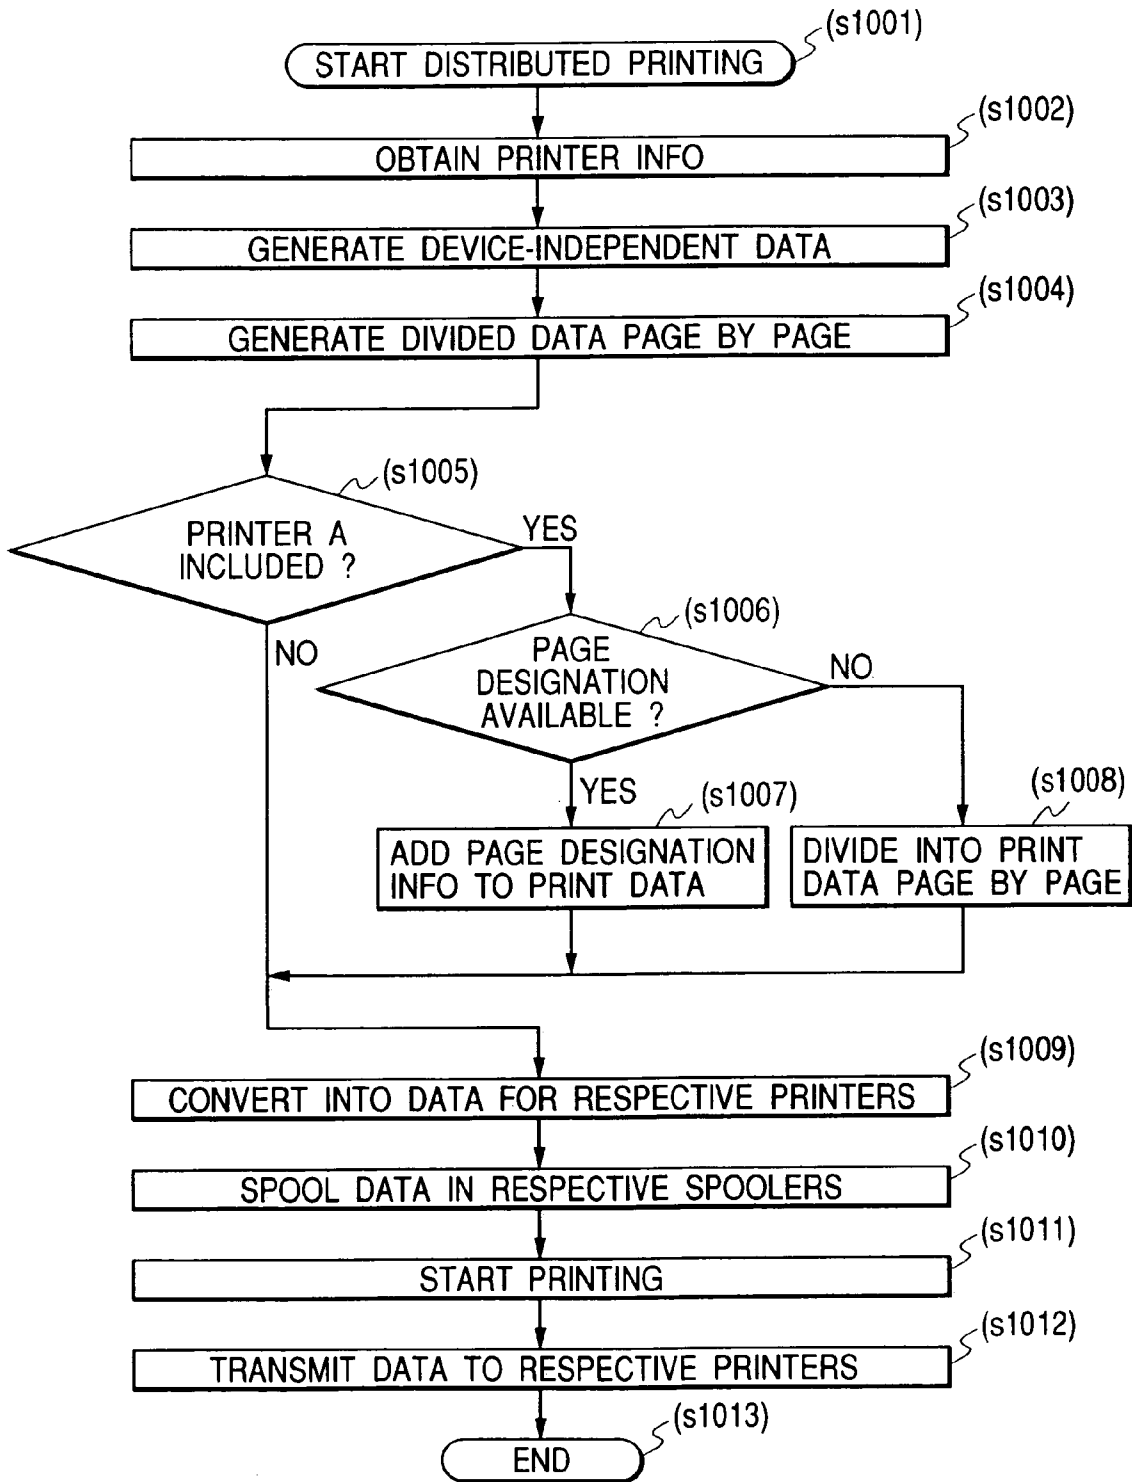 (s1001)
START DISTRIBUTED PRINTING
(s1002)
OBTAIN PRINTER INFO
(s1003)
GENERATE DEVICE-INDEPENDENT DATA
(s1004)
GENERATE DIVIDED DATA PAGE BY PAGE
(s1005)
PRINTER A
INCLUDED ?
YES
NO
(s1006)
PAGE
DESIGNATION
AVAILABLE ?
NO
YES
(s1007)
ADD PAGE DESIGNATION
INFO TO PRINT DATA
(s1008)
DIVIDE INTO PRINT
DATA PAGE BY PAGE
(s1009)
CONVERT INTO DATA FOR RESPECTIVE PRINTERS
(s1010)
SPOOL DATA IN RESPECTIVE SPOOLERS
(s1011)
START PRINTING
(s1012)
TRANSMIT DATA TO RESPECTIVE PRINTERS
(s1013)
END